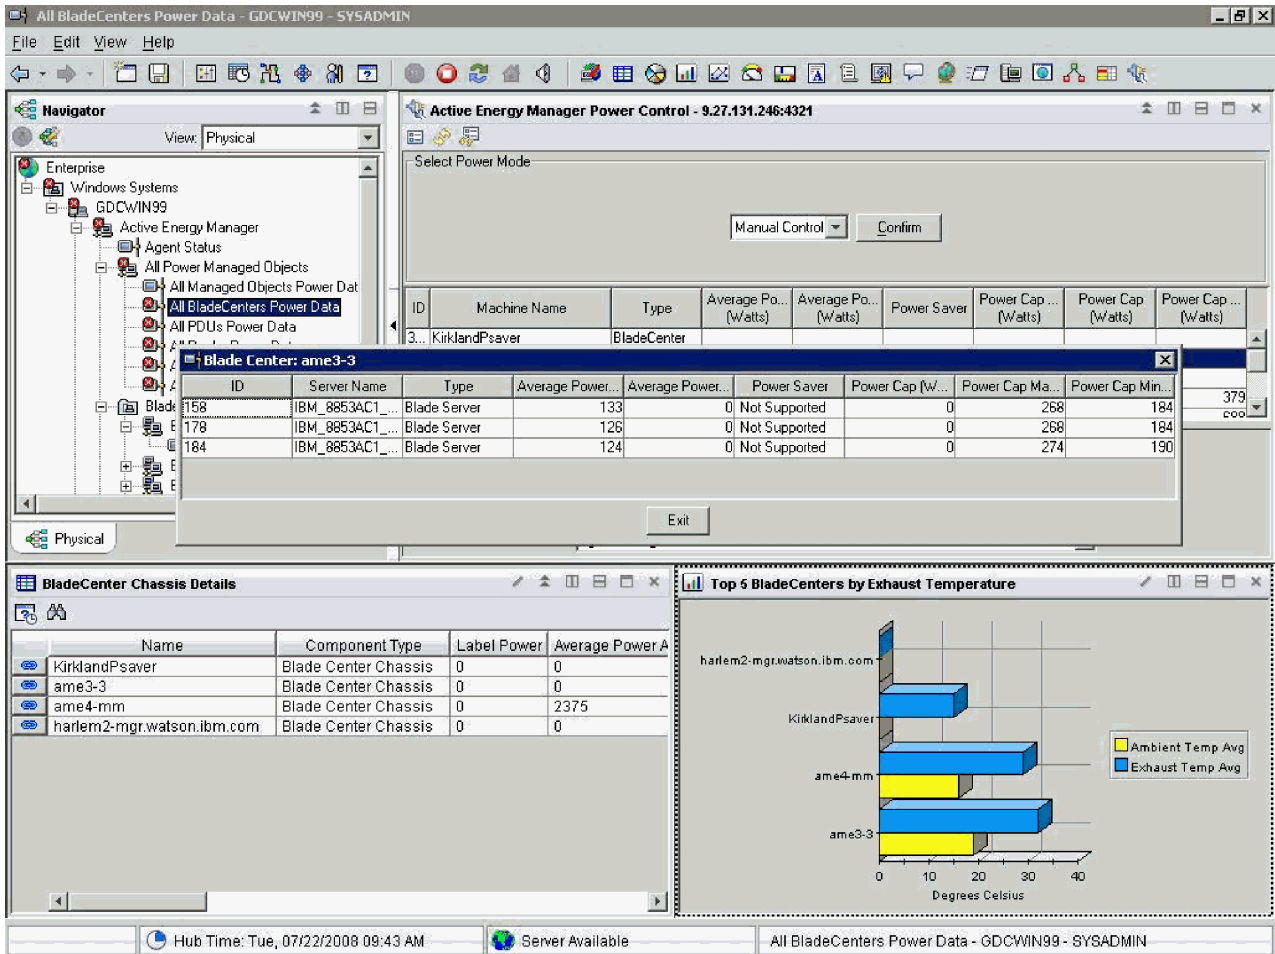 All BladeCenters Power Data - GDCWIN99 - SYSADMIN
File Edit View Help
Navigator
View: Physical
Enterprise
Windows Systems
GDCWIN99
Active Energy Manager
Agent Status
All Power Managed Objects
All Managed Objects Power Dat
All BladeCenters Power Data
All PDUs Power Data
Blade
Physical
Active Energy Manager Power Control - 9.27.131.246:4321
Select Power Mode
Manual Control Confirm
ID Machine Name Type Average Po... (Watts) Average Po... (Watts) Power Saver Power Cap ... (Watts) Power Cap (Watts) Power Cap ... (Watts)
3... KirklandPsaver BladeCenter
379
Blade Center: ame3-3
ID Server Name Type Average Power... Average Power... Power Saver Power Cap (W... Power Cap Ma... Power Cap Min...
158 IBM_8853AC1_... Blade Server 133 0 Not Supported 0 268 184
178 IBM_8853AC1_... Blade Server 126 0 Not Supported 0 268 184
184 IBM_8853AC1_... Blade Server 124 0 Not Supported 0 274 190
Exit
BladeCenter Chassis Details
Name Component Type Label Power Average Power A
KirklandPsaver Blade Center Chassis 0 0
ame3-3 Blade Center Chassis 0 0
ame4-mm Blade Center Chassis 0 2375
harlem2-mgr.watson.ibm.com Blade Center Chassis 0 0
Top 5 BladeCenters by Exhaust Temperature
harlem2-mgr.watson.ibm.com
KirklandPsaver
ame4-mm
ame3-3
0 10 20 30 40
Degrees Celsius
Ambient Temp Avg
Exhaust Temp Avg
Hub Time: Tue, 07/22/2008 09:43 AM
Server Available
All BladeCenters Power Data - GDCWIN99 - SYSADMIN